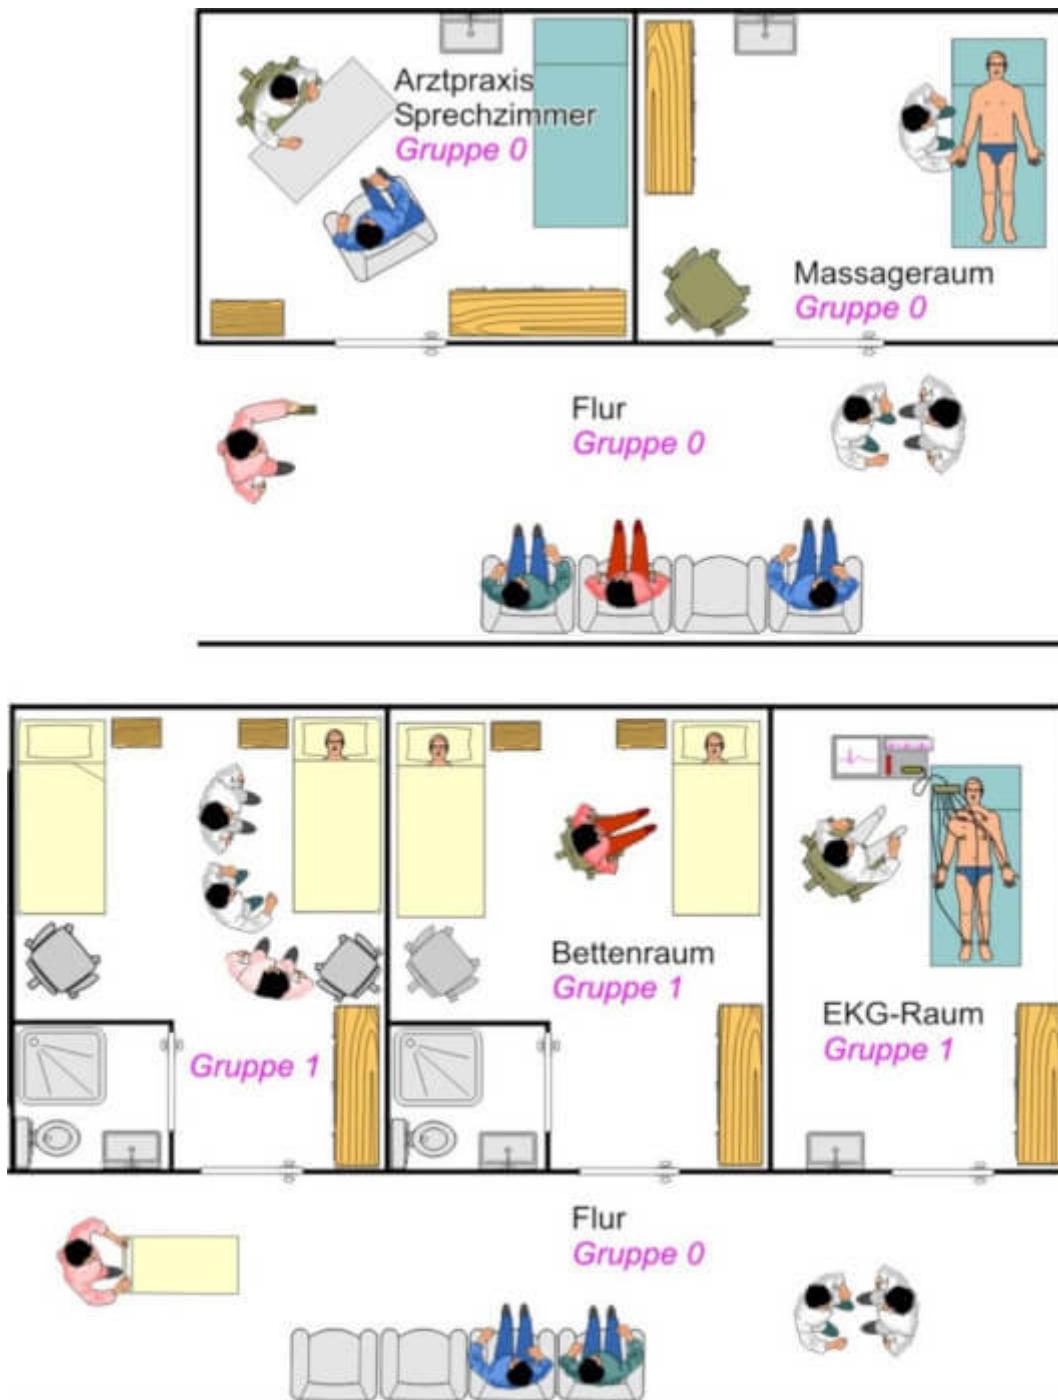 Arztpraxis
Sprechzimmer
Gruppe 0
Massageraum
Gruppe 0
Flur
Gruppe 0
Bettenraum
Gruppe 1
EKG-Raum
Gruppe 1
Gruppe 1
Flur
Gruppe 0